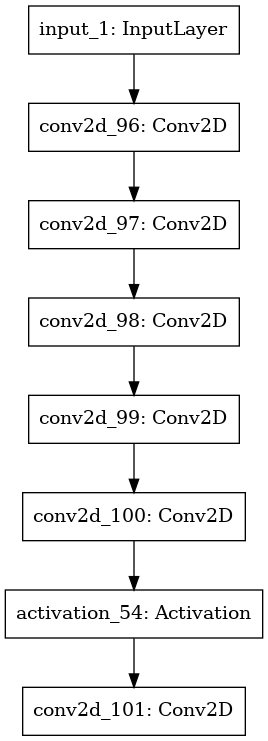 input_1: InputLayer
conv2d_96: Conv2D
conv2d_97: Conv2D
conv2d_98: Conv2D
conv2d_99: Conv2D
conv2d_100: Conv2D
activation_54: Activation
conv2d_101: Conv2D